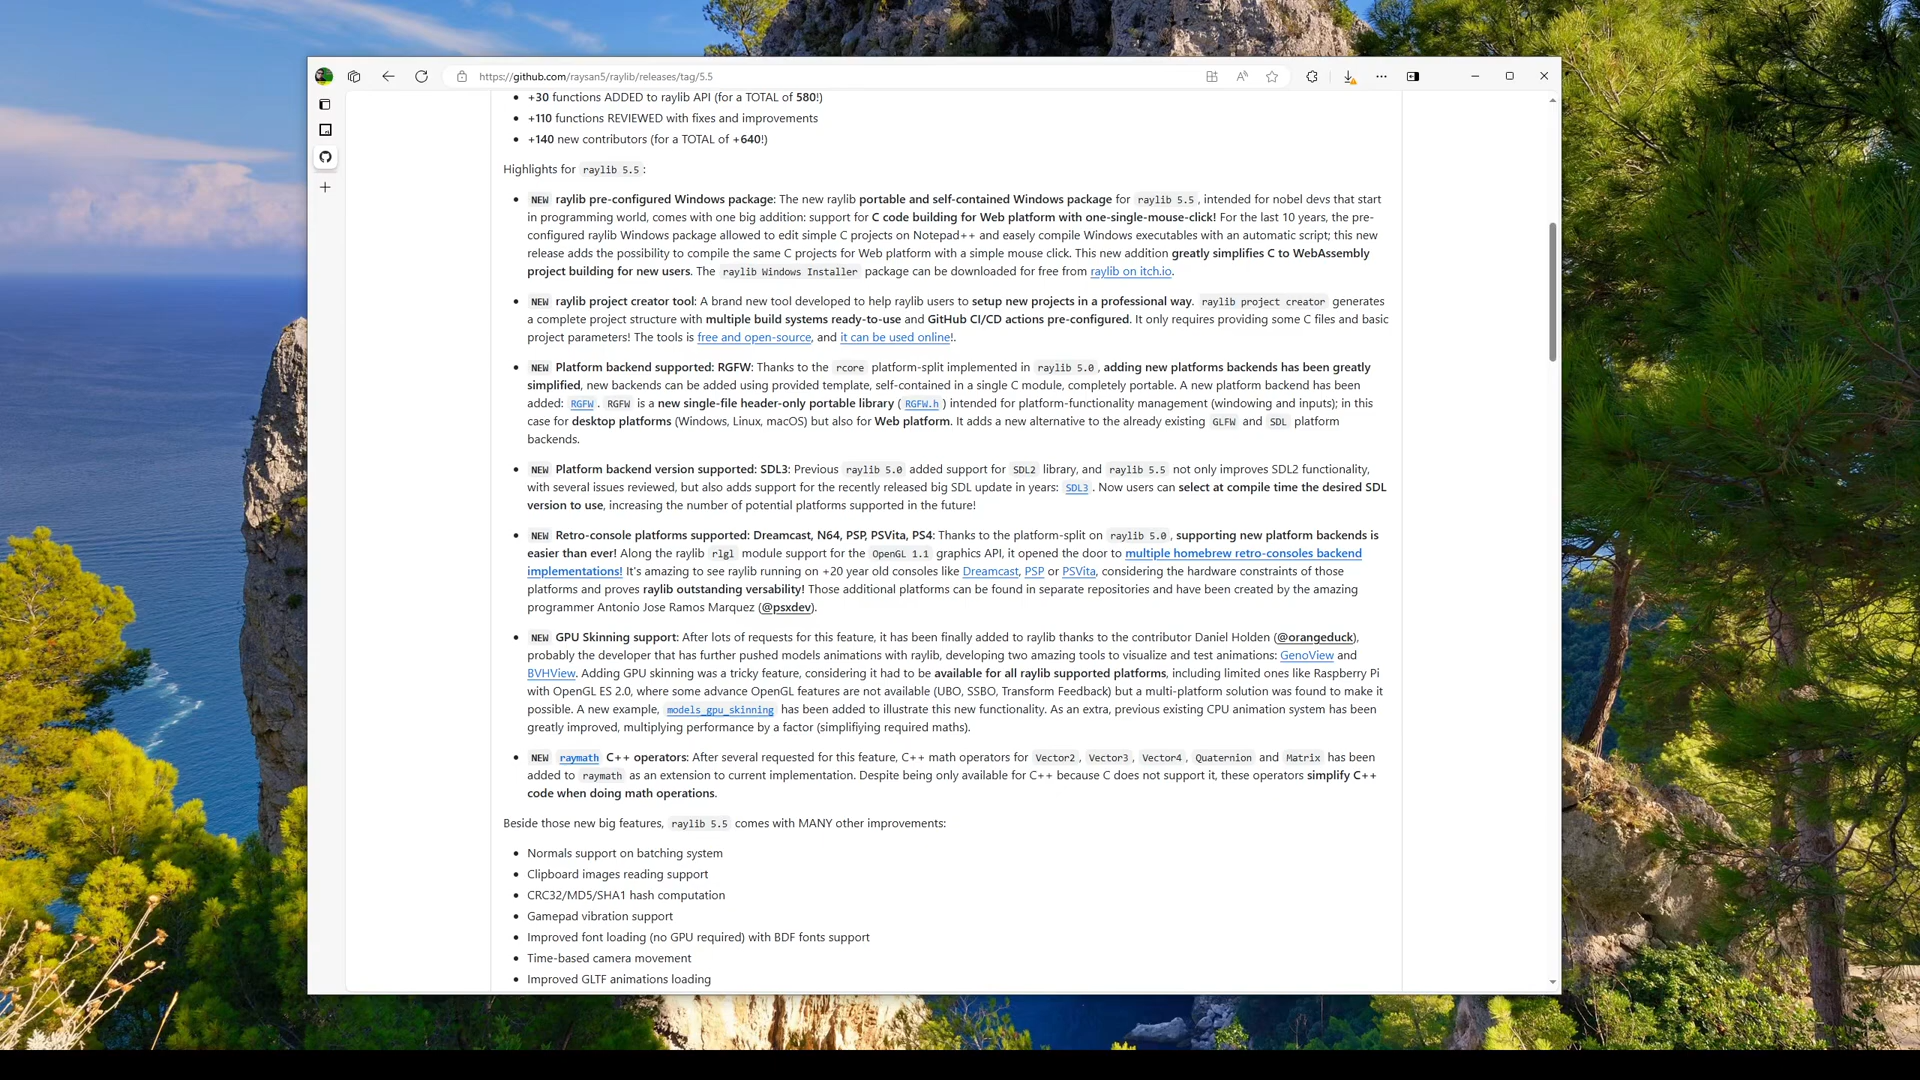 https://github.com/raysan5/raylib/releases/tag/5.5
+30 functions ADDED to raylib API (for a TOTAL of 580!)
+110 functions REVIEWED with fixes and improvements
+140 new contributors (for a TOTAL of +640!)
Highlights for raylib 5.5:
NEW raylib pre-configured Windows package: The new raylib portable and self-contained Windows package for raylib 5.5, intended for nobel devs that start
in programming world, comes with one big addition: support for C code building for Web platform with one-single-mouse-click! For the last 10 years, the pre-
configured raylib Windows package allowed to edit simple C projects on Notepad++ and easely compile Windows executables with an automatic script; this new
release adds the possibility to compile the same C projects for Web platform with a simple mouse click. This new addition greatly simplifies C to WebAssembly
project building for new users. The raylib Windows Installer package can be downloaded for free from raylib on itch.io.
NEW raylib project creator tool: A brand new tool developed to help raylib users to setup new projects in a professional way. raylib project creator generates
a complete project structure with multiple build systems ready-to-use and GitHub CI/CD actions pre-configured. It only requires providing some C files and basic
project parameters! The tools is free and open-source, and it can be used online!.
NEW Platform backend supported: RGFW: Thanks to the rcore platform-split implemented in raylib 5.0, adding new platforms backends has been greatly
simplified, new backends can be added using provided template, self-contained in a single C module, completely portable. A new platform backend has been
added: RGFW. RGFW is a new single-file header-only portable library (RGFW.h) intended for platform-functionality management (windowing and inputs); in this
case for desktop platforms (Windows, Linux, macOS) but also for Web platform. It adds a new alternative to the already existing GLFW and SDL platform
backends.
NEW Platform backend version supported: SDL3: Previous raylib 5.0 added support for SDL2 library, and raylib 5.5 not only improves SDL2 functionality,
with several issues reviewed, but also adds support for the recently released big SDL update in years: SDL3. Now users can select at compile time the desired SDL
version to use, increasing the number of potential platforms supported in the future!
NEW Retro-console platforms supported: Dreamcast, N64, PSP, PSVita, PS4: Thanks to the platform-split on raylib 5.0, supporting new platform backends is
easier than ever! Along the raylib rlgl module support for the OpenGL 1.1 graphics API, it opened the door to multiple homebrew retro-consoles backend
implementations! It's amazing to see raylib running on +20 year old consoles like Dreamcast, PSP or PSVita, considering the hardware constraints of those
platforms and proves raylib outstanding versability! Those additional platforms can be found in separate repositories and have been created by the amazing
programmer Antonio Jose Ramos Marquez (@psxdev).
NEW GPU Skinning support: After lots of requests for this feature, it has been finally added to raylib thanks to the contributor Daniel Holden (@orangeduck),
probably the developer that has further pushed models animations with raylib, developing two amazing tools to visualize and test animations: GenoView and
BVHView. Adding GPU skinning was a tricky feature, considering it had to be available for all raylib supported platforms, including limited ones like Raspberry Pi
with OpenGL ES 2.0, where some advance OpenGL features are not available (UBO, SSBO, Transform Feedback) but a multi-platform solution was found to make it
possible. A new example, models_gpu_skinning has been added to illustrate this new functionality. As an extra, previous existing CPU animation system has been
greatly improved, multiplying performance by a factor (simplifiying required maths).
NEW raymath C++ operators: After several requested for this feature, C++ math operators for Vector2, Vector3, Vector4, Quaternion and Matrix has been
added to raymath as an extension to current implementation. Despite being only available for C++ because C does not support it, these operators simplify C++
code when doing math operations.
Beside those new big features, raylib 5.5 comes with MANY other improvements:
Normals support on batching system
Clipboard images reading support
CRC32/MD5/SHA1 hash computation
Gamepad vibration support
Improved font loading (no GPU required) with BDF fonts support
Time-based camera movement
Improved GLTF animations loading